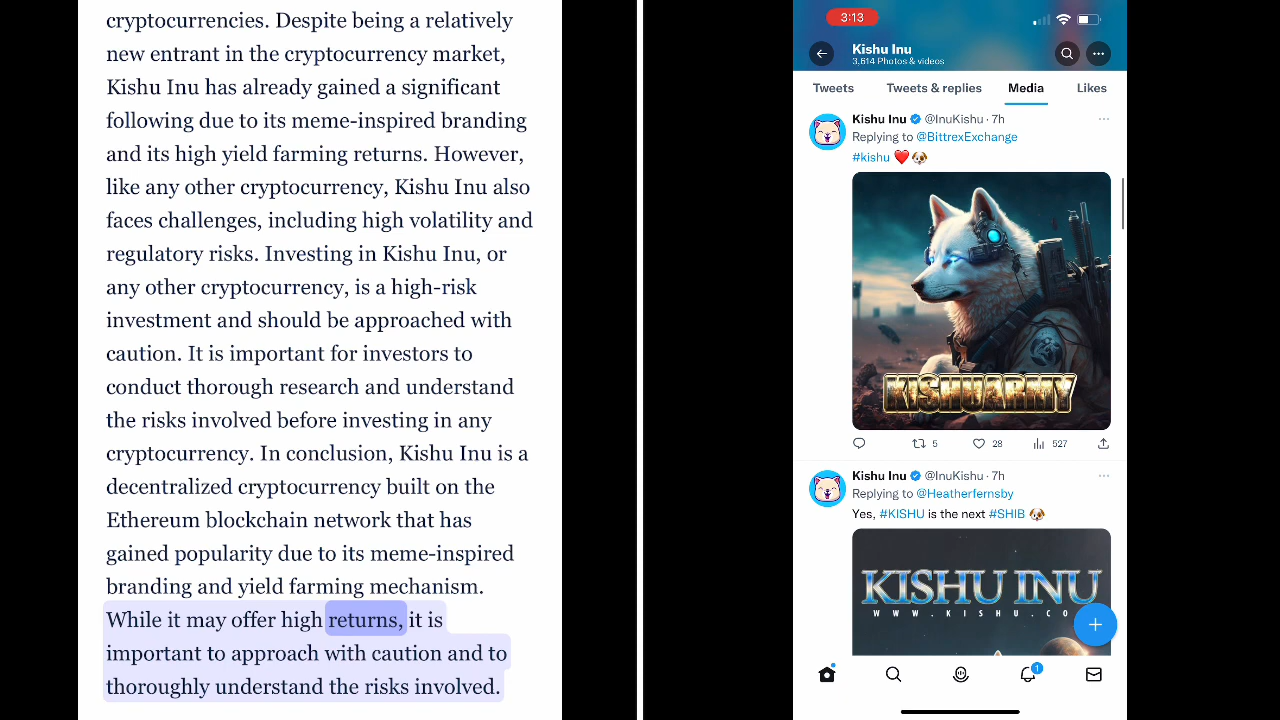 cryptocurrencies. Despite being a relatively
new entrant in the cryptocurrency market,
Kishu Inu has already gained a significant
following due to its meme-inspired branding
and its high yield farming returns. However,
like any other cryptocurrency, Kishu Inu also
faces challenges, including high volatility and
regulatory risks. Investing in Kishu Inu, or
any other cryptocurrency, is a high-risk
investment and should be approached with
caution. It is important for investors to
conduct thorough research and understand
the risks involved before investing in any
cryptocurrency. In conclusion, Kishu Inu is a
decentralized cryptocurrency built on the
Ethereum blockchain network that has
gained popularity due to its meme-inspired
branding and yield farming mechanism.
While it may offer high returns, it is
important to approach with caution and to
thoroughly understand the risks involved.
3:13
Kishu Inu
3,614 Photos & videos
Tweets Tweets & replies Media Likes
Kishu Inu @InuKishu · 7h
Replying to @BittrexExchange
#kishu ❤️🐶
KISHUARMY
5 28 527
Kishu Inu @InuKishu · 7h
Replying to @Heatherfernsby
Yes, #KISHU is the next #SHIB 🐶
KISHU INU
WWW.KISHU.CO
1